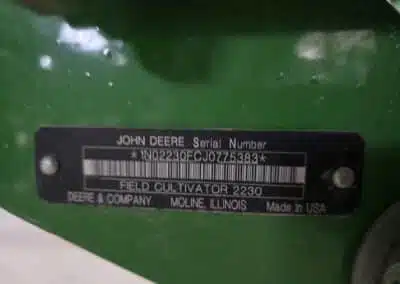 JOHN DEERE Serial Number
*1N02230FCJ0775383*
FIELD CULTIVATOR 2230
DEERE & COMPANY MOLINE, ILLINOIS Made in USA